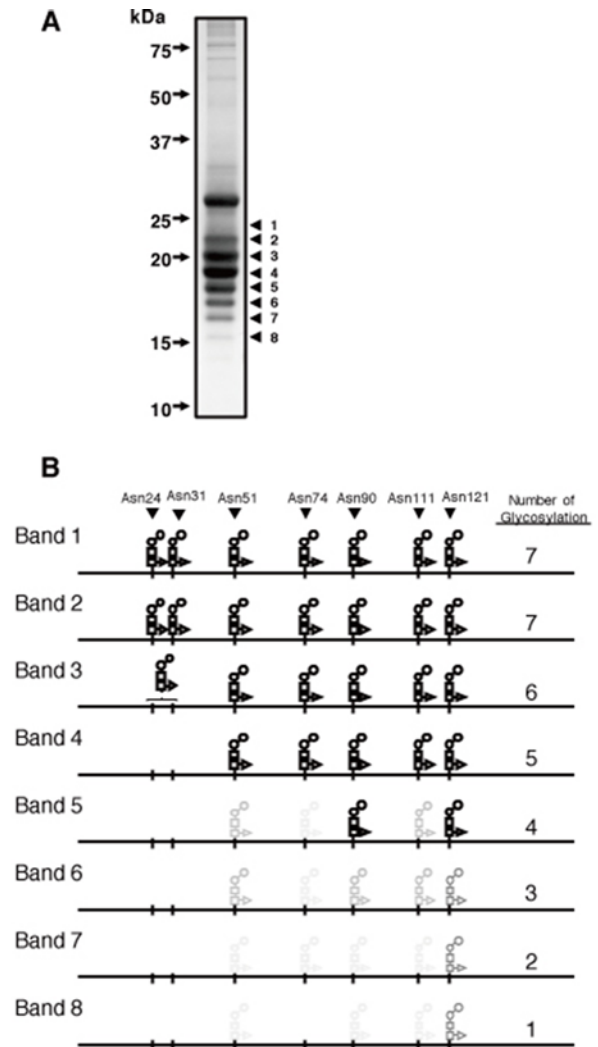 A
kDa
75
50
37
25
20
15
10
1
2
3
4
5
6
7
8
B
Asn24 Asn31 Asn51 Asn74 Asn90 Asn111 Asn121
Number of
Glycosylation
Band 1 7
Band 2 7
Band 3 6
Band 4 5
Band 5 4
Band 6 3
Band 7 2
Band 8 1